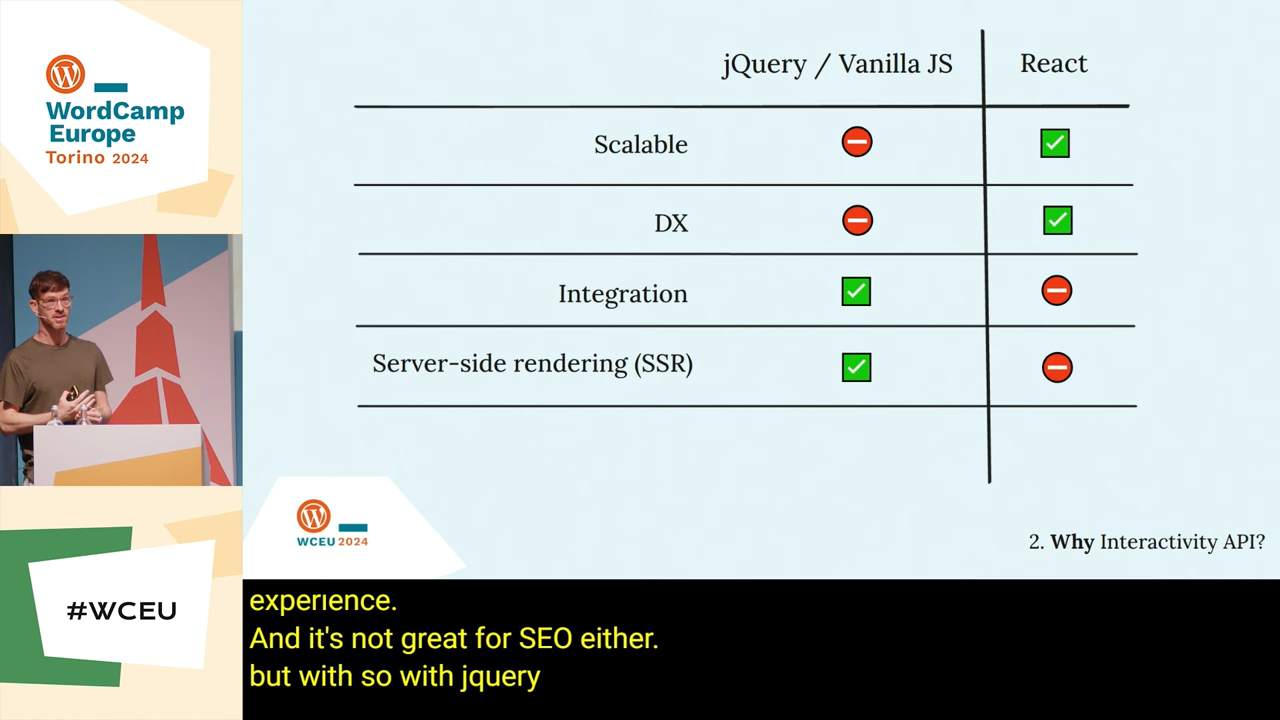 WordCamp
Europe
Torino 2024
#WCEU
jQuery / Vanilla JS React
Scalable
DX
Integration
Server-side rendering (SSR)
WCEU 2024
2. Why Interactivity API?
experience.
And it's not great for SEO either.
but with so with jquery